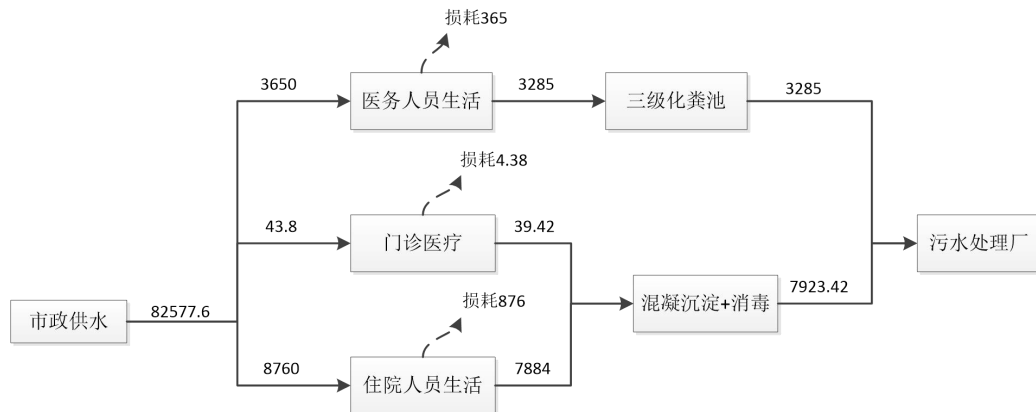 损耗365
3650
医务人员生活
3285
三级化粪池
3285
损耗4.38
43.8
门诊医疗
39.42
污水处理厂
市政供水
82577.6
损耗876
混凝沉淀+消毒
7923.42
8760
住院人员生活
7884